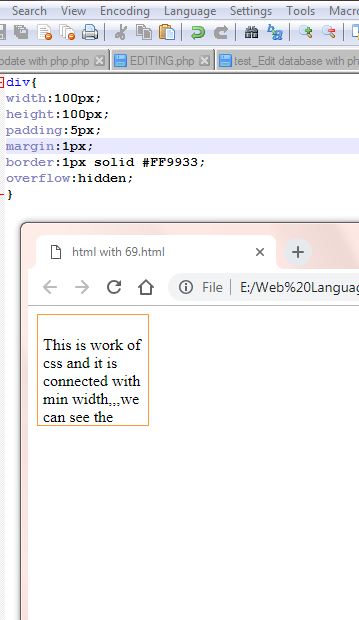 Search View Encoding Language Settings Tools Macro
pdate with php.php EDITING.php test_Edit database with ph
div{
width:100px;
height:100px;
padding:5px;
margin:1px;
border:1px solid #FF9933;
overflow:hidden;
}
html with 69.html
File E:/Web%20Languag
This is work of
css and it is
connected with
min width,,,we
can see the